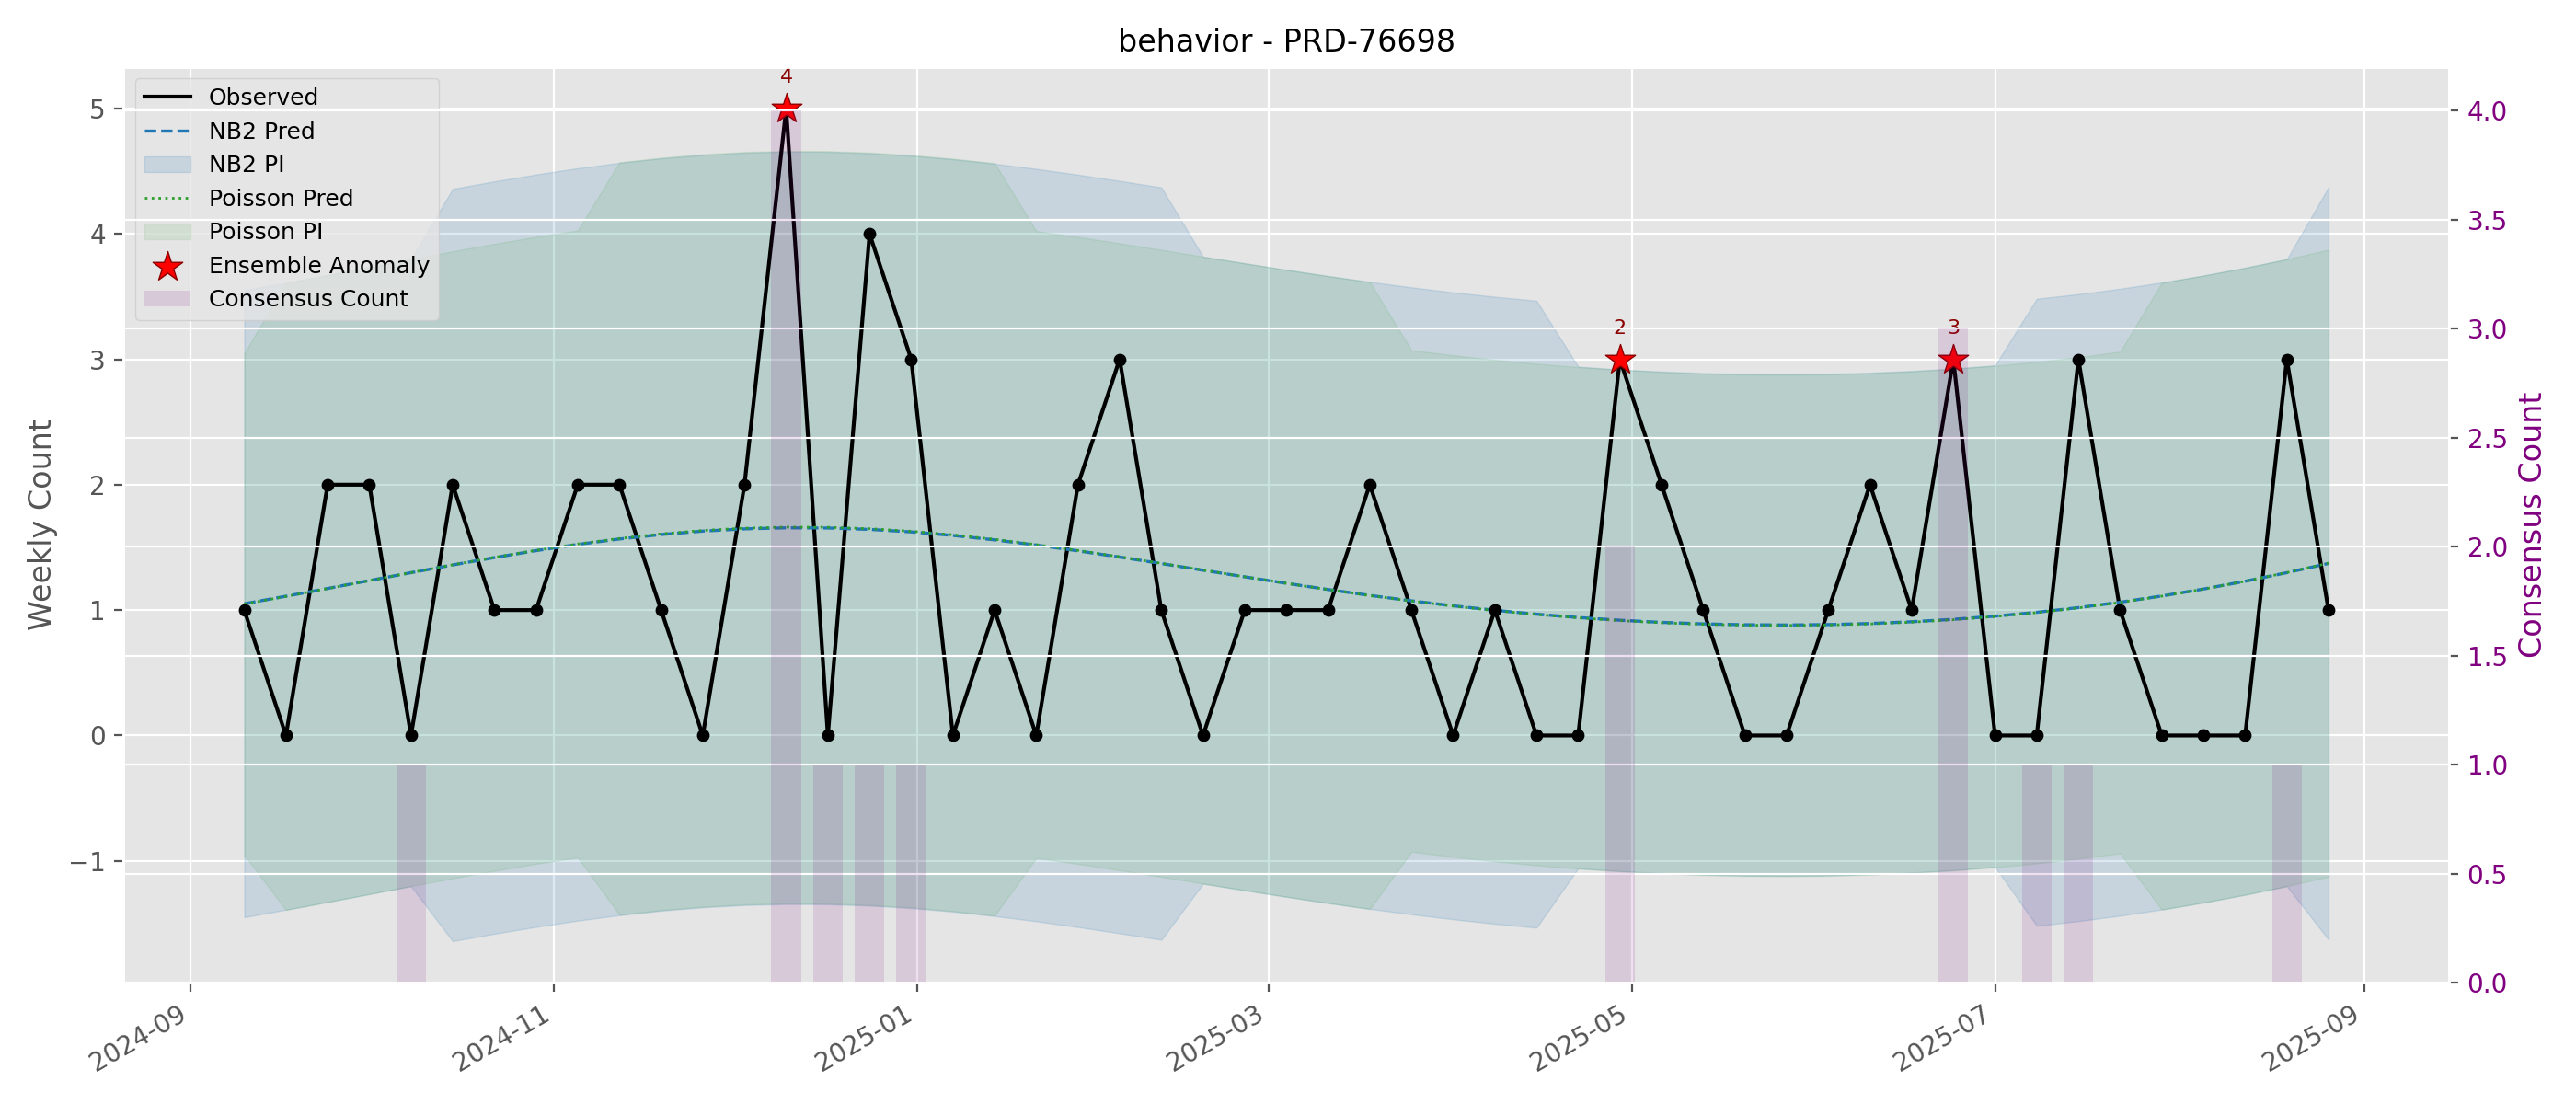 behavior - PRD-76698
4
2
3
Observed
NB2 Pred
NB2 PI
Poisson Pred
Poisson PI
Ensemble Anomaly
Consensus Count
Weekly Count
5
4
3
2
1
0
−1
4.0
3.5
3.0
2.5
2.0
1.5
1.0
0.5
0.0
Consensus Count
2024-09
2024-11
2025-01
2025-03
2025-05
2025-07
2025-09